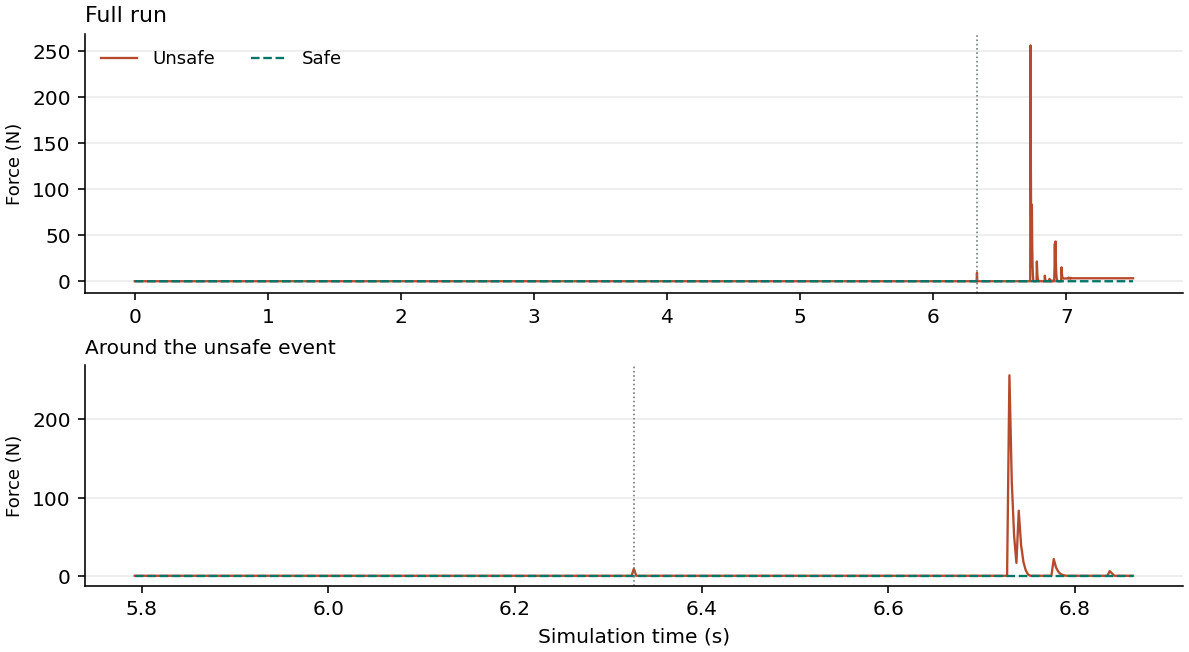 Full run
Unsafe Safe
Force (N)
250
200
150
100
50
0
0 1 2 3 4 5 6 7
Around the unsafe event
Force (N)
200
100
0
5.8 6.0 6.2 6.4 6.6 6.8
Simulation time (s)